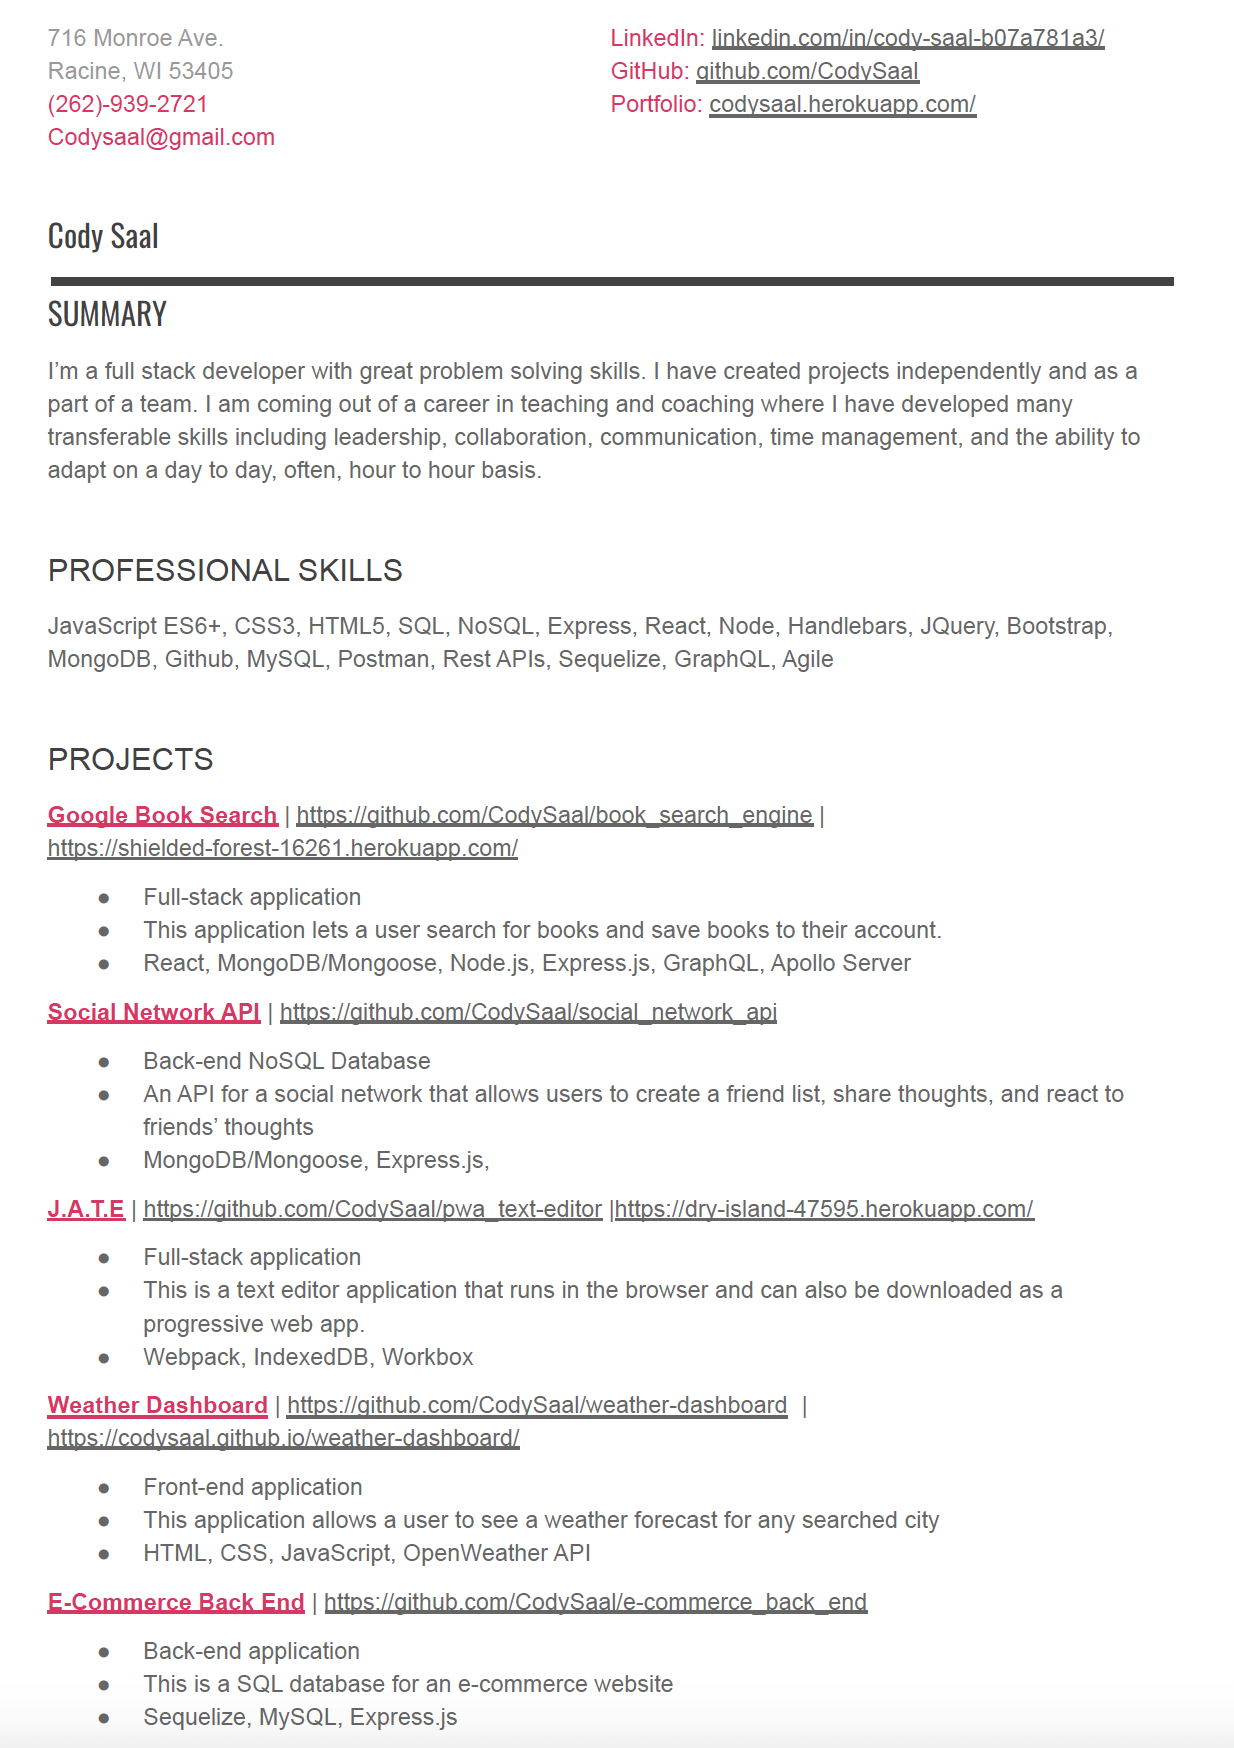 716 Monroe Ave.
Racine, WI 53405
(262)-939-2721
Codysaal@gmail.com
LinkedIn: linkedin.com/in/cody-saal-b07a781a3/
GitHub: github.com/CodySaal
Portfolio: codysaal.herokuapp.com/
Cody Saal
SUMMARY
I’m a full stack developer with great problem solving skills. I have created projects independently and as a
part of a team. I am coming out of a career in teaching and coaching where I have developed many
transferable skills including leadership, collaboration, communication, time management, and the ability to
adapt on a day to day, often, hour to hour basis.
PROFESSIONAL SKILLS
JavaScript ES6+, CSS3, HTML5, SQL, NoSQL, Express, React, Node, Handlebars, JQuery, Bootstrap,
MongoDB, Github, MySQL, Postman, Rest APIs, Sequelize, GraphQL, Agile
PROJECTS
Google Book Search | https://github.com/CodySaal/book_search_engine |
https://shielded-forest-16261.herokuapp.com/
● Full-stack application
● This application lets a user search for books and save books to their account.
● React, MongoDB/Mongoose, Node.js, Express.js, GraphQL, Apollo Server
Social Network API | https://github.com/CodySaal/social_network_api
● Back-end NoSQL Database
● An API for a social network that allows users to create a friend list, share thoughts, and react to
friends’ thoughts
● MongoDB/Mongoose, Express.js,
J.A.T.E | https://github.com/CodySaal/pwa_text-editor |https://dry-island-47595.herokuapp.com/
● Full-stack application
● This is a text editor application that runs in the browser and can also be downloaded as a
progressive web app.
● Webpack, IndexedDB, Workbox
Weather Dashboard | https://github.com/CodySaal/weather-dashboard |
https://codysaal.github.io/weather-dashboard/
● Front-end application
● This application allows a user to see a weather forecast for any searched city
● HTML, CSS, JavaScript, OpenWeather API
E-Commerce Back End | https://github.com/CodySaal/e-commerce_back_end
● Back-end application
● This is a SQL database for an e-commerce website
● Sequelize, MySQL, Express.js